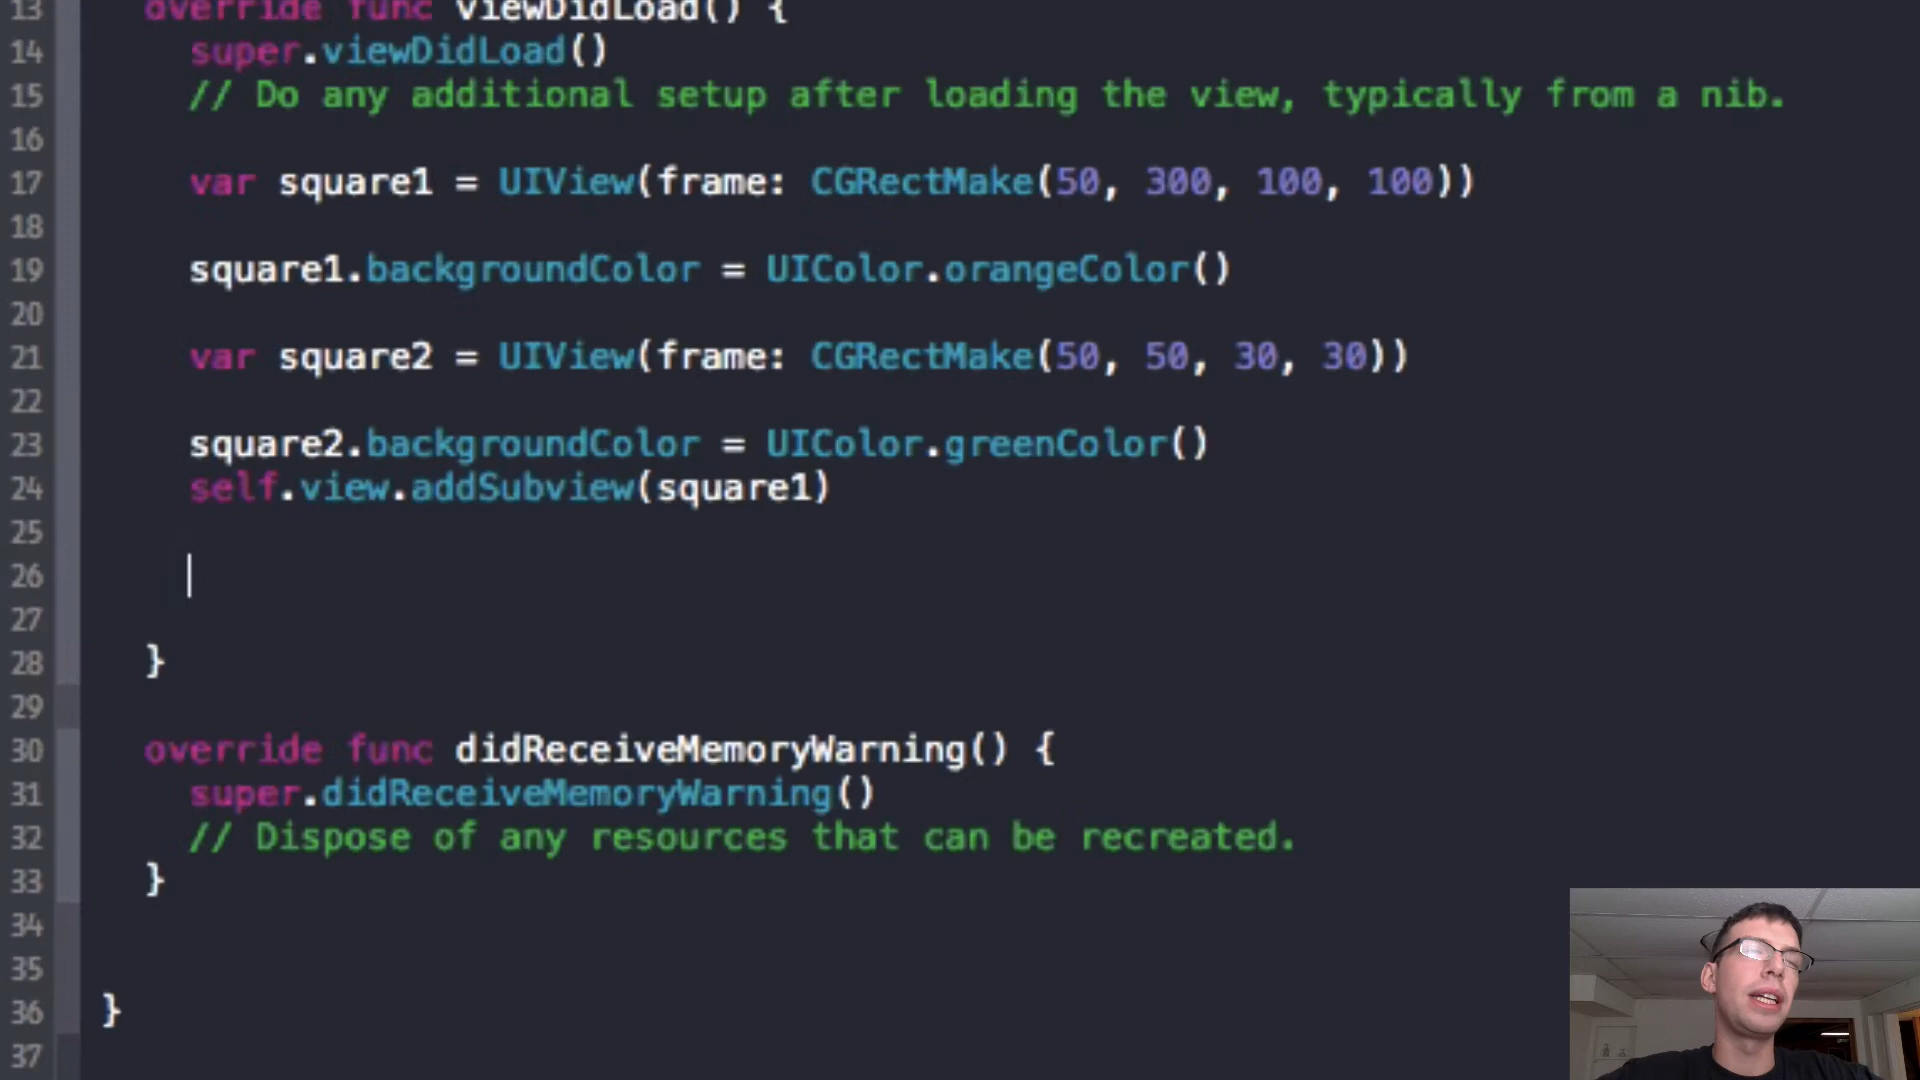 13 override func viewDidLoad() {
14 super.viewDidLoad()
15 // Do any additional setup after loading the view, typically from a nib.
16
17 var square1 = UIView(frame: CGRectMake(50, 300, 100, 100))
18
19 square1.backgroundColor = UIColor.orangeColor()
20
21 var square2 = UIView(frame: CGRectMake(50, 50, 30, 30))
22
23 square2.backgroundColor = UIColor.greenColor()
24 self.view.addSubview(square1)
25
26
27
28 }
29
30 override func didReceiveMemoryWarning() {
31 super.didReceiveMemoryWarning()
32 // Dispose of any resources that can be recreated.
33 }
34
35
36 }
37